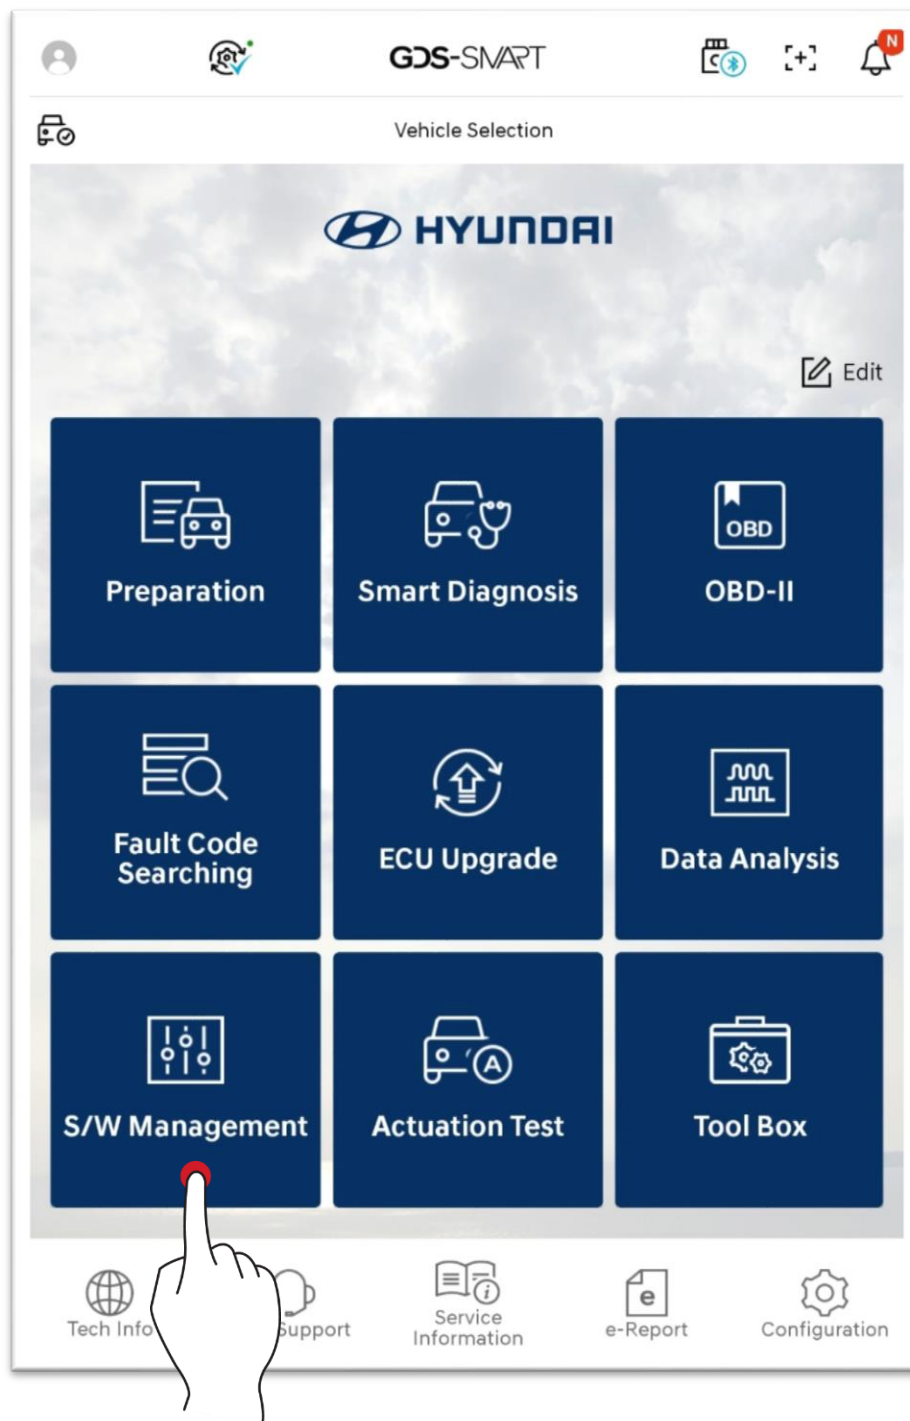 GDS-SMART
N
Vehicle Selection
HYUNDAI
Edit
Preparation
Smart Diagnosis
OBD
OBD-II
Fault Code
Searching
ECU Upgrade
Data Analysis
S/W Management
A
Actuation Test
Tool Box
Tech Info
Support
Service
Information
e
e-Report
Configuration